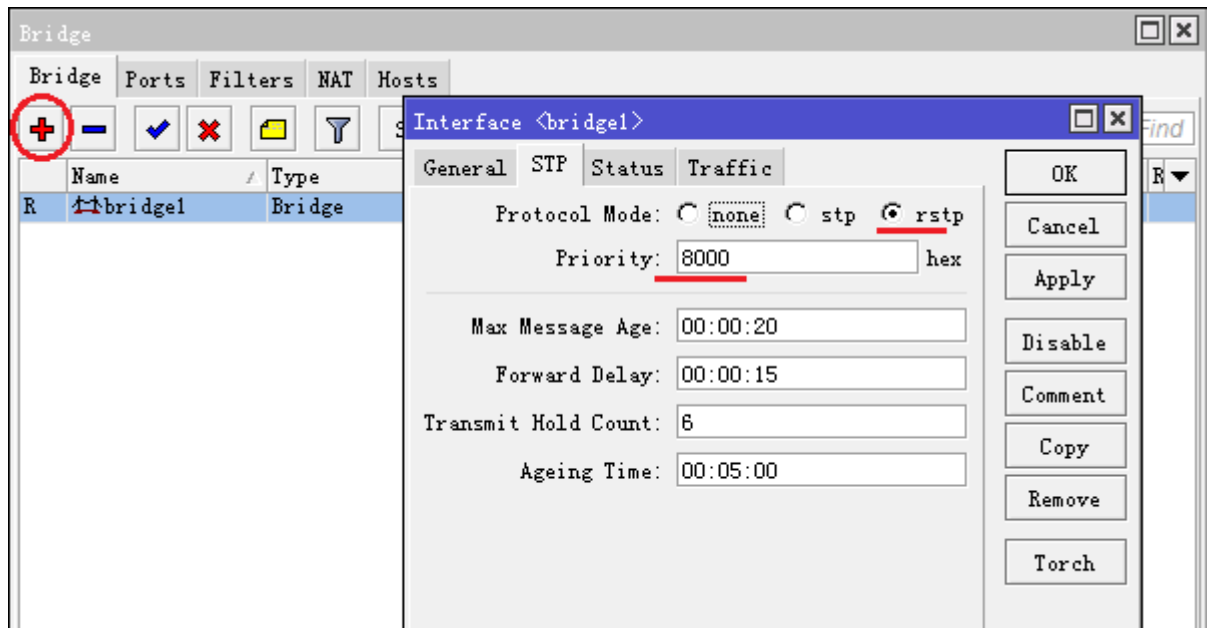 Bridge
Bridge Ports Filters NAT Hosts
Find
Name Type R
R bridge1 Bridge
Interface <bridge1>
General STP Status Traffic
Protocol Mode: none stp rstp
Priority: 8000 hex
Max Message Age: 00:00:20
Forward Delay: 00:00:15
Transmit Hold Count: 6
Ageing Time: 00:05:00
OK
Cancel
Apply
Disable
Comment
Copy
Remove
Torch